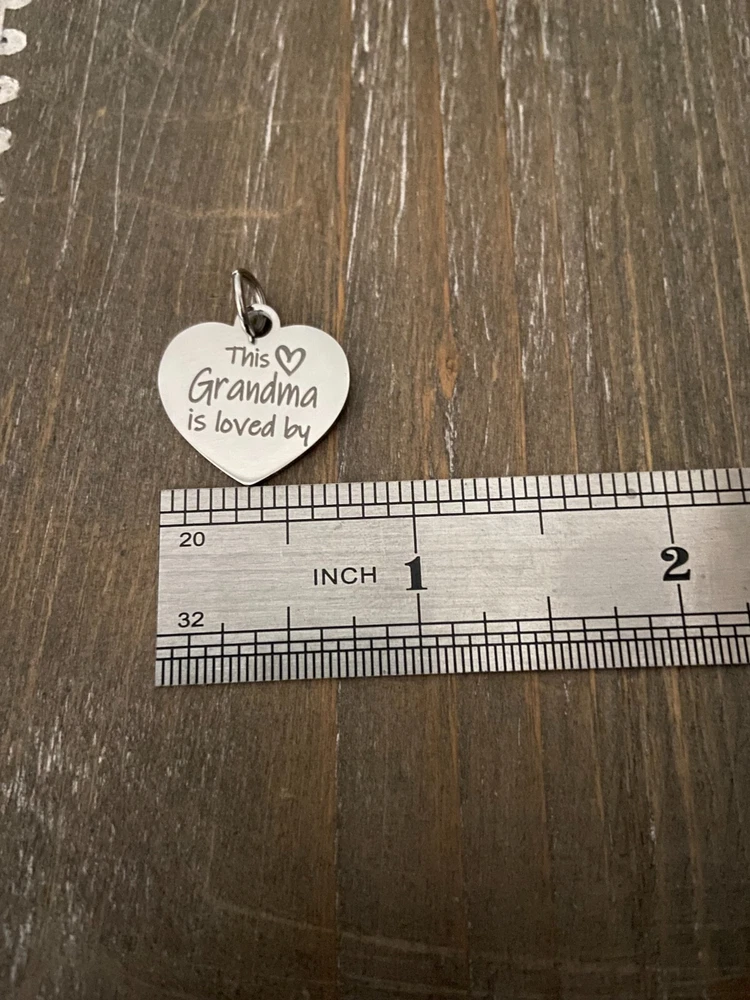 This
Grandma
is loved by
20
INCH 1 2
32